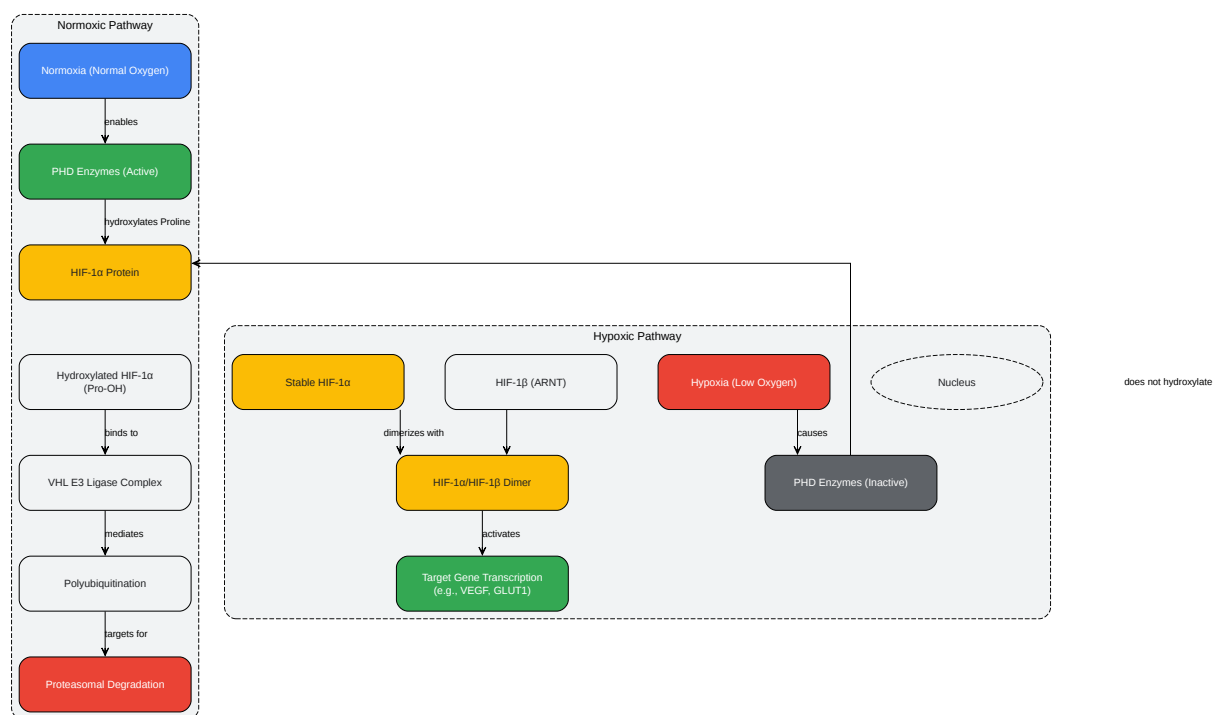 Normoxic Pathway
Normoxia (Normal Oxygen)
enables
PHD Enzymes (Active)
hydroxylates Proline
HIF-1α Protein
Hydroxylated HIF-1α
(Pro-OH)
binds to
VHL E3 Ligase Complex
mediates
Polyubiquitination
targets for
Proteasomal Degradation
Hypoxic Pathway
Stable HIF-1α
HIF-1β (ARNT)
Hypoxia (Low Oxygen)
Nucleus
does not hydroxylate
dimerizes with
causes
HIF-1α/HIF-1β Dimer
PHD Enzymes (Inactive)
activates
Target Gene Transcription
(e.g., VEGF, GLUT1)